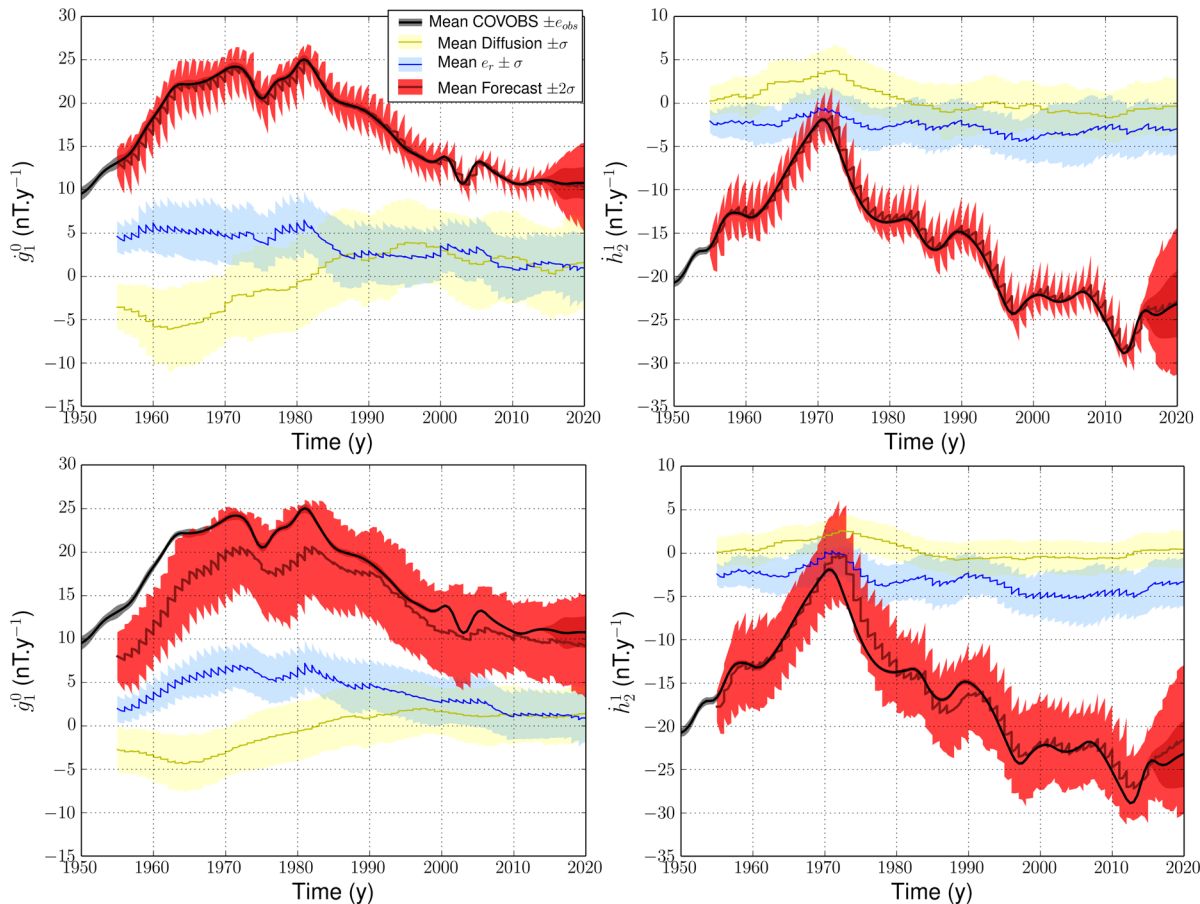 30
25
20
15
10
5
0
−5
−10
−15
1950 1960 1970 1980 1990 2000 2010 2020
Time (y)
ġ₁⁰ (nT.y⁻¹)
Mean COVOBS ±e_obs
Mean Diffusion ±σ
Mean e_r ± σ
Mean Forecast ±2σ
10
5
0
−5
−10
−15
−20
−25
−30
−35
1950 1960 1970 1980 1990 2000 2010 2020
Time (y)
ḣ₂¹ (nT.y⁻¹)
30
25
20
15
10
5
0
−5
−10
−15
1950 1960 1970 1980 1990 2000 2010 2020
Time (y)
ġ₁⁰ (nT.y⁻¹)
10
5
0
−5
−10
−15
−20
−25
−30
−35
1950 1960 1970 1980 1990 2000 2010 2020
Time (y)
ḣ₂¹ (nT.y⁻¹)